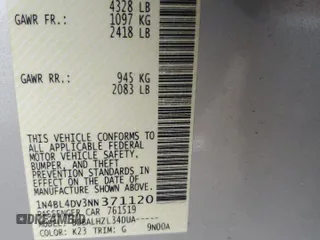 4328 LB
GAWR FR.: 1097 KG
2418 LB
GAWR RR.: 945 KG
2083 LB
THIS VEHICLE CONFORMS TO
ALL APPLICABLE FEDERAL
MOTOR VEHICLE SAFETY,
BUMPER, AND THEFT
PREVENTION STANDARDS IN
EFFECT ON THE DATE OF
MANUFACTURE SHOWN ABOVE.
1N4BL4DV3NN371120
PASSENGER CAR 761519
COLOR: K23 TRIM: G 9N00A
DREAMBID